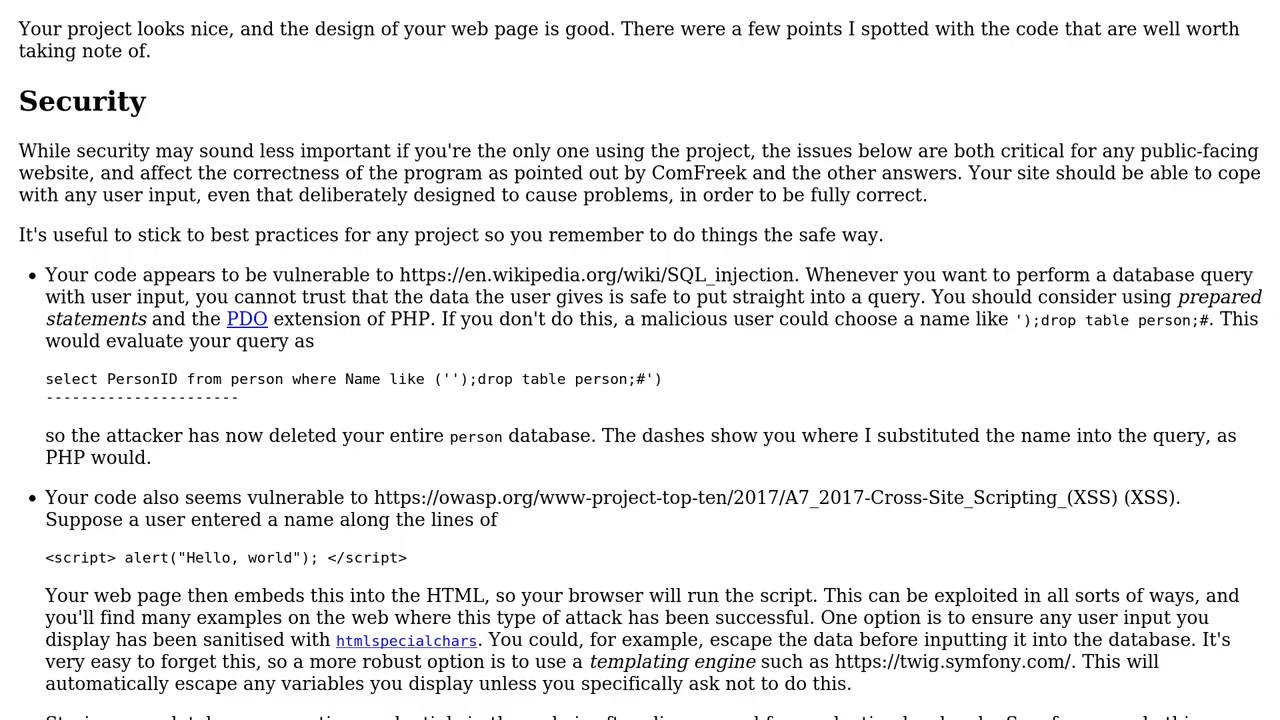 Your project looks nice, and the design of your web page is good. There were a few points I spotted with the code that are well worth
taking note of.
Security
While security may sound less important if you're the only one using the project, the issues below are both critical for any public-facing
website, and affect the correctness of the program as pointed out by ComFreek and the other answers. Your site should be able to cope
with any user input, even that deliberately designed to cause problems, in order to be fully correct.
It's useful to stick to best practices for any project so you remember to do things the safe way.
• Your code appears to be vulnerable to https://en.wikipedia.org/wiki/SQL_injection. Whenever you want to perform a database query
with user input, you cannot trust that the data the user gives is safe to put straight into a query. You should consider using prepared
statements and the PDO extension of PHP. If you don't do this, a malicious user could choose a name like ');drop table person;#. This
would evaluate your query as
select PersonID from person where Name like ('');drop table person;#')
----------------------
so the attacker has now deleted your entire person database. The dashes show you where I substituted the name into the query, as
PHP would.
• Your code also seems vulnerable to https://owasp.org/www-project-top-ten/2017/A7_2017-Cross-Site_Scripting_(XSS) (XSS).
Suppose a user entered a name along the lines of
<script> alert("Hello, world"); </script>
Your web page then embeds this into the HTML, so your browser will run the script. This can be exploited in all sorts of ways, and
you'll find many examples on the web where this type of attack has been successful. One option is to ensure any user input you
display has been sanitised with htmlspecialchars. You could, for example, escape the data before inputting it into the database. It's
very easy to forget this, so a more robust option is to use a templating engine such as https://twig.symfony.com/. This will
automatically escape any variables you display unless you specifically ask not to do this.